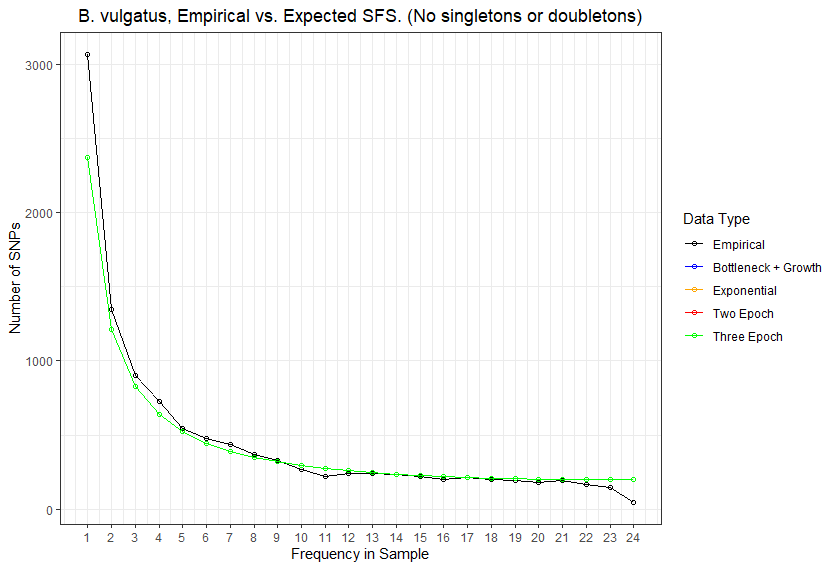 B. vulgatus, Empirical vs. Expected SFS. (No singletons or doubletons)
3000
2000
1000
0
Number of SNPs
1 2 3 4 5 6 7 8 9 10 11 12 13 14 15 16 17 18 19 20 21 22 23 24
Frequency in Sample
Data Type
Empirical
Bottleneck + Growth
Exponential
Two Epoch
Three Epoch